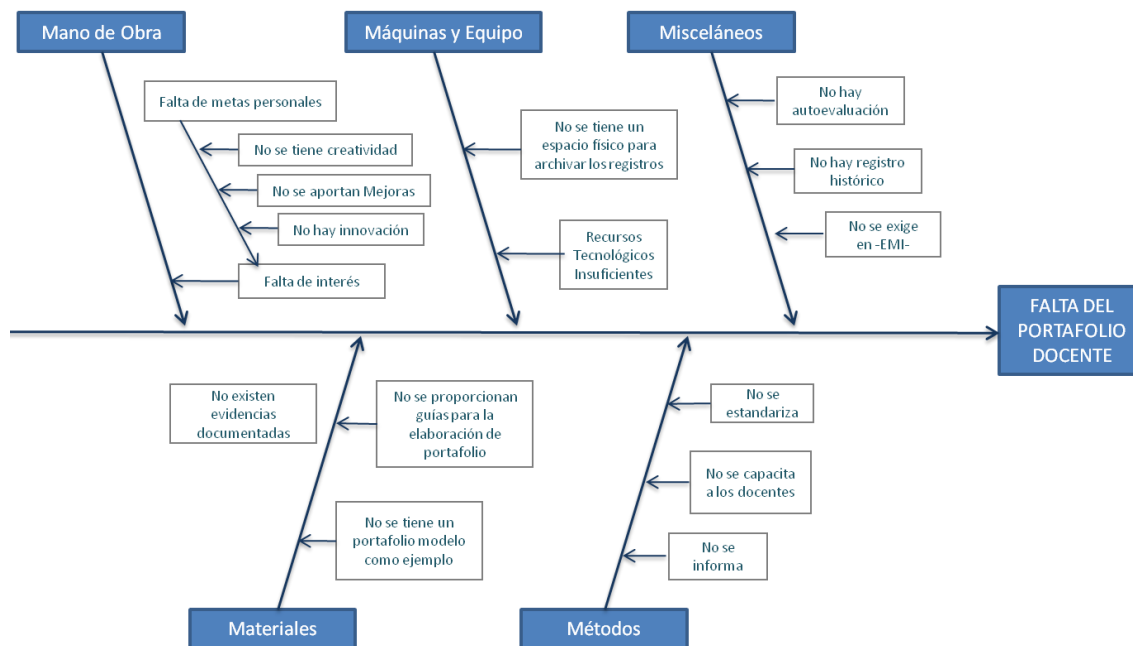 Mano de Obra
Máquinas y Equipo
Misceláneos
Falta de metas personales
No se tiene creatividad
No se aportan Mejoras
No hay innovación
Falta de interés
No se tiene un
espacio físico para
archivar los registros
Recursos
Tecnológicos
Insuficientes
No hay
autoevaluación
No hay registro
histórico
No se exige
en -EMI-
FALTA DEL
PORTAFOLIO
DOCENTE
No existen
evidencias
documentadas
No se proporcionan
guías para la
elaboración de
portafolio
No se tiene un
portafolio modelo
como ejemplo
No se
estandariza
No se capacita
a los docentes
No se
informa
Materiales
Métodos